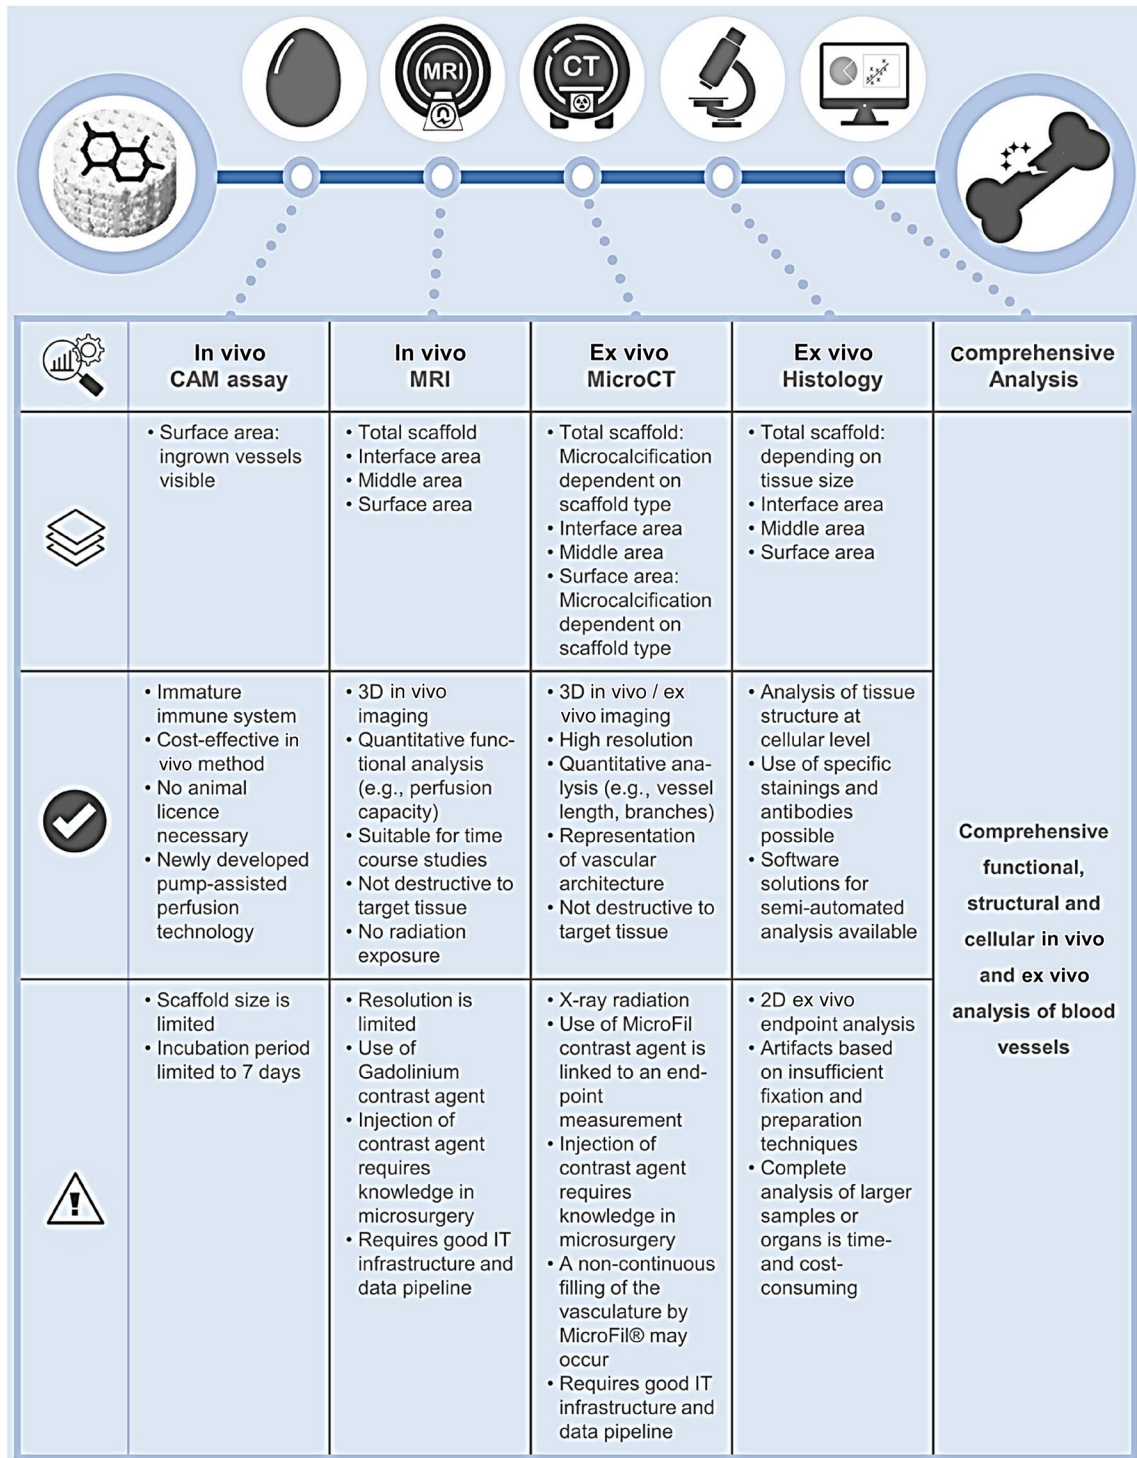 MRI
CT
In vivo
CAM assay
In vivo
MRI
Ex vivo
MicroCT
Ex vivo
Histology
Comprehensive
Analysis
• Surface area:
ingrown vessels
visible
• Total scaffold
• Interface area
• Middle area
• Surface area
• Total scaffold:
Microcalcification
dependent on
scaffold type
• Interface area
• Middle area
• Surface area:
Microcalcification
dependent on
scaffold type
• Total scaffold:
depending on
tissue size
• Interface area
• Middle area
• Surface area
• Immature
immune system
• Cost-effective in
vivo method
• No animal
licence
necessary
• Newly developed
pump-assisted
perfusion
technology
• 3D in vivo
imaging
• Quantitative func-
tional analysis
(e.g., perfusion
capacity)
• Suitable for time
course studies
• Not destructive to
target tissue
• No radiation
exposure
• 3D in vivo / ex
vivo imaging
• High resolution
• Quantitative ana-
lysis (e.g., vessel
length, branches)
• Representation
of vascular
architecture
• Not destructive to
target tissue
• Analysis of tissue
structure at
cellular level
• Use of specific
stainings and
antibodies
possible
• Software
solutions for
semi-automated
analysis available
Comprehensive
functional,
structural and
cellular in vivo
and ex vivo
analysis of blood
vessels
• Scaffold size is
limited
• Incubation period
limited to 7 days
• Resolution is
limited
• Use of
Gadolinium
contrast agent
• Injection of
contrast agent
requires
knowledge in
microsurgery
• Requires good IT
infrastructure and
data pipeline
• X-ray radiation
• Use of MicroFil
contrast agent is
linked to an end-
point
measurement
• Injection of
contrast agent
requires
knowledge in
microsurgery
• A non-continuous
filling of the
vasculature by
MicroFil® may
occur
• Requires good IT
infrastructure and
data pipeline
• 2D ex vivo
endpoint analysis
• Artifacts based
on insufficient
fixation and
preparation
techniques
• Complete
analysis of larger
samples or
organs is time-
and cost-
consuming